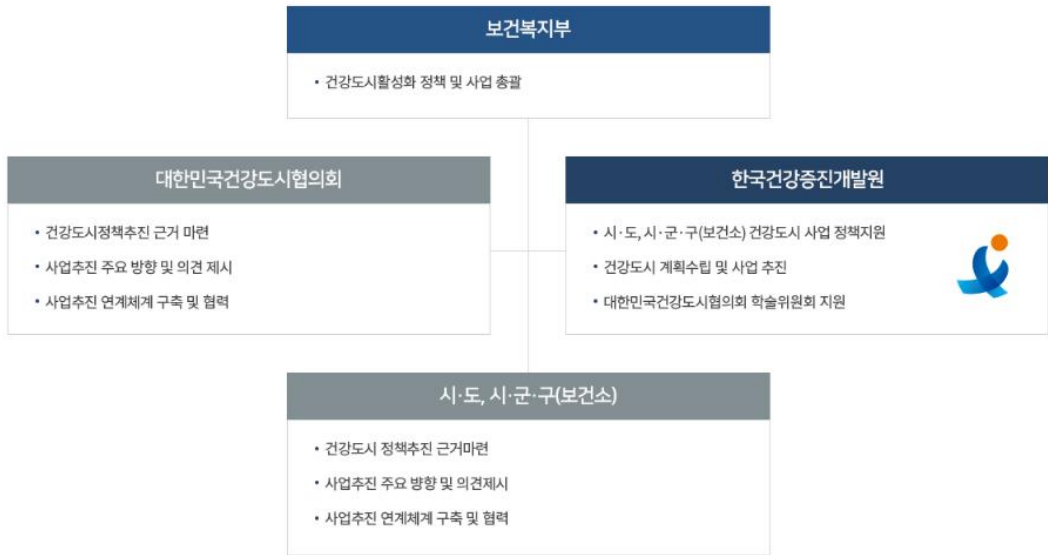 보건복지부
• 건강도시활성화 정책 및 사업 총괄
대한민국건강도시협의회
• 건강도시정책추진 근거 마련
• 사업추진 주요 방향 및 의견 제시
• 사업추진 연계체계 구축 및 협력
한국건강증진개발원
• 시·도, 시·군·구(보건소) 건강도시 사업 정책지원
• 건강도시 계획수립 및 사업 추진
• 대한민국건강도시협의회 학술위원회 지원
시·도, 시·군·구(보건소)
• 건강도시 정책추진 근거마련
• 사업추진 주요 뱡향 및 의견제시
• 사업추진 연계체계 구축 및 협력